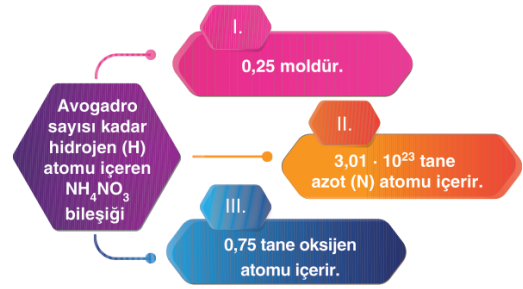 Avogadro
sayısı kadar
hidrojen (H)
atomu içeren
NH₄NO₃
bileşiği
I.
0,25 moldür.
II.
3,01 · 10²³ tane
azot (N) atomu içerir.
III.
0,75 tane oksijen
atomu içerir.